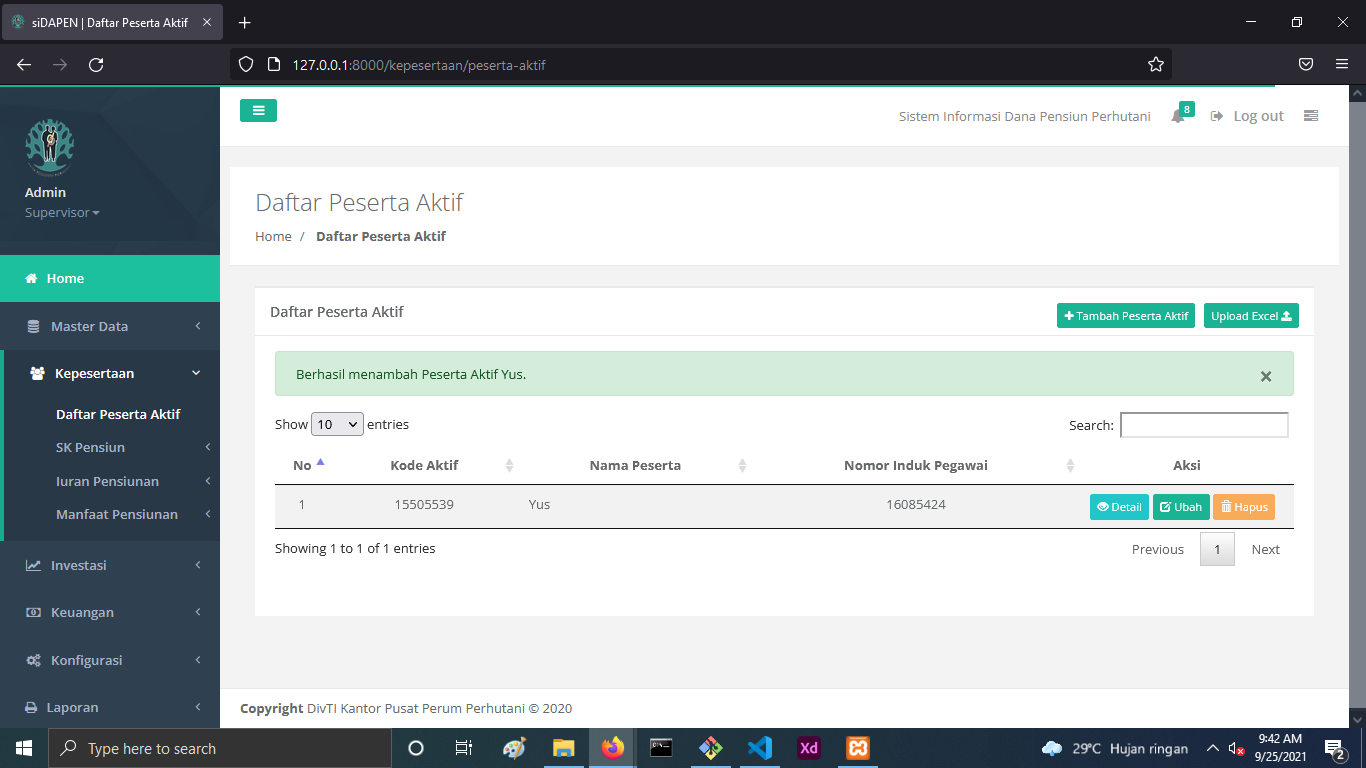 siDAPEN | Daftar Peserta Aktif
127.0.0.1:8000/kepesertaan/peserta-aktif
Sistem Informasi Dana Pensiun Perhutani 8 Log out
Admin
Supervisor
Home
Master Data
Kepesertaan
Daftar Peserta Aktif
SK Pensiun
Iuran Pensiunan
Manfaat Pensiunan
Investasi
Keuangan
Konfigurasi
Laporan
Daftar Peserta Aktif
Home / Daftar Peserta Aktif
Daftar Peserta Aktif Tambah Peserta Aktif Upload Excel
Berhasil menambah Peserta Aktif Yus. ×
Show 10 entries Search:
No Kode Aktif Nama Peserta Nomor Induk Pegawai Aksi
1 15505539 Yus 16085424 Detail Ubah Hapus
Showing 1 to 1 of 1 entries Previous 1 Next
Copyright DivTI Kantor Pusat Perum Perhutani © 2020
Type here to search Xd 29°C Hujan ringan 9:42 AM
9/25/2021 2